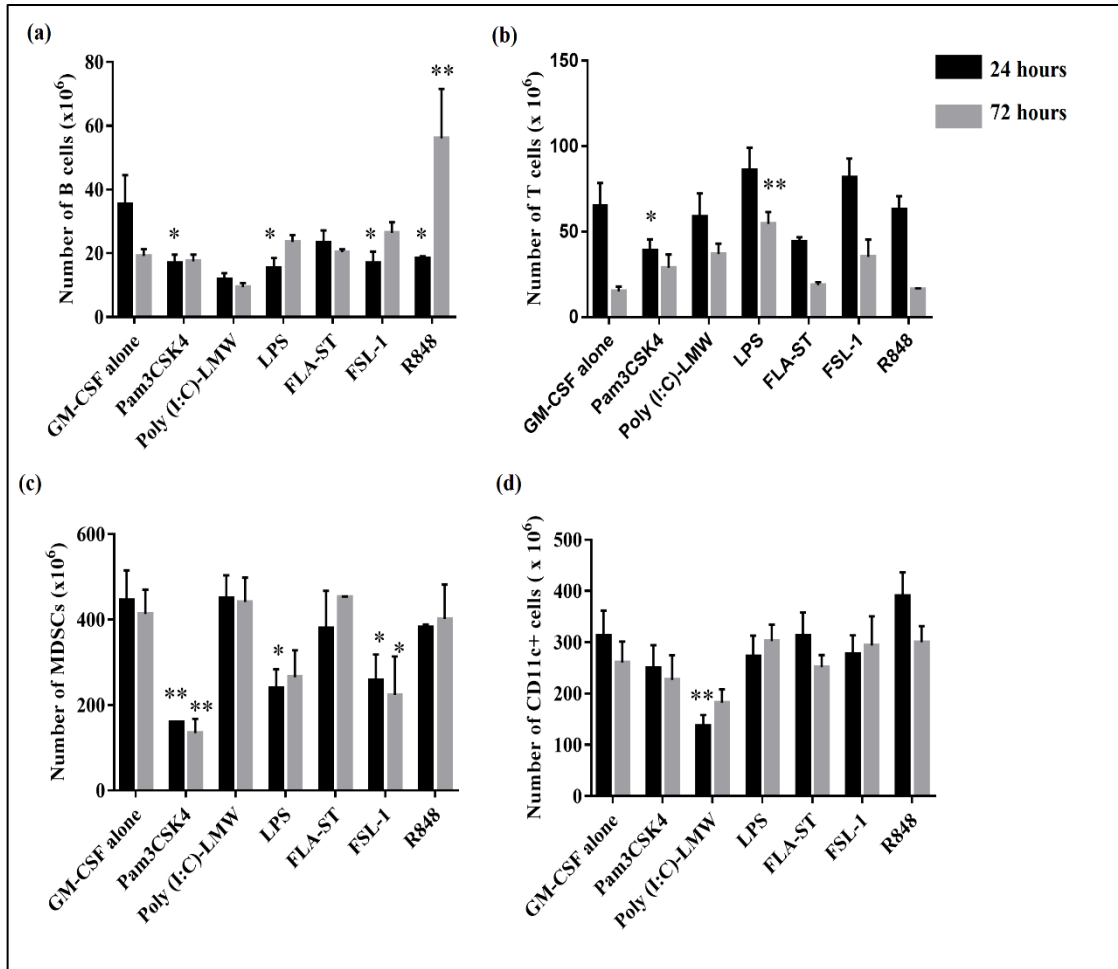 (a)
Number of B cells (x10⁶)
80
60
40
20
0
*
*
*
*
**
GM-CSF alone
Pam3CSK4
Poly (I:C)-LMW
LPS
FLA-ST
FSL-1
R848
(b)
Number of T cells (x 10⁶)
150
100
50
0
*
**
GM-CSF alone
Pam3CSK4
Poly (I:C)-LMW
LPS
FLA-ST
FSL-1
R848
24 hours
72 hours
(c)
Number of MDSCs (x10⁶)
600
400
200
0
**
**
*
*
*
GM-CSF alone
Pam3CSK4
Poly (I:C)-LMW
LPS
FLA-ST
FSL-1
R848
(d)
Number of CD11c+ cells ( x 10⁶)
500
400
300
200
100
0
**
GM-CSF alone
Pam3CSK4
Poly (I:C)-LMW
LPS
FLA-ST
FSL-1
R848